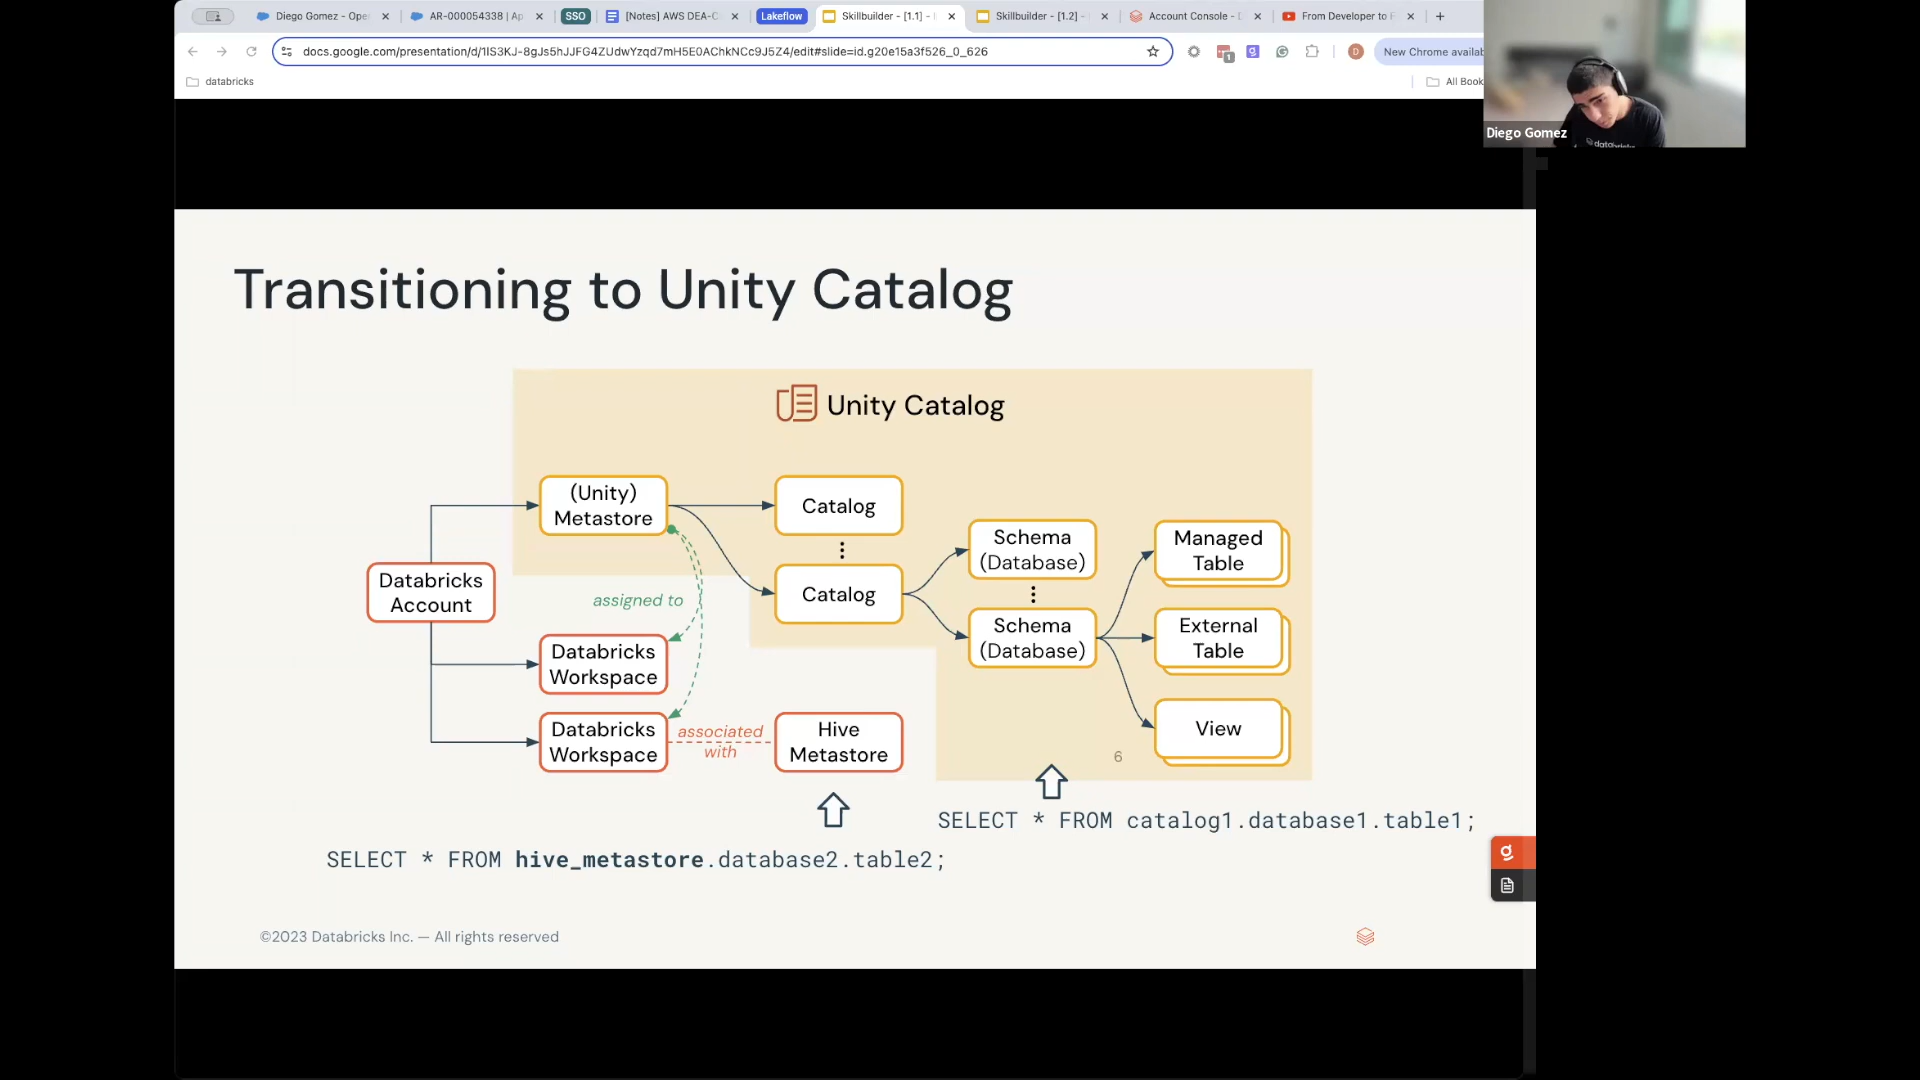 Diego Gomez - Ope
AR-000054338 | Ap
SSO
[Notes] AWS DEA-C
Lakeflow
Skillbuilder - [1.1] -
Skillbuilder - [1.2] -
Account Console - D
From Developer to F
docs.google.com/presentation/d/1lS3KJ-8gJs5hJJFG4ZUdwYzqd7mH5E0AChkNCc9J5Z4/edit#slide=id.g20e15a3f526_0_626
1
D
New Chrome availab
databricks
All Book
Diego Gomez
databricks
Transitioning to Unity Catalog
Unity Catalog
(Unity)
Metastore
Catalog
Catalog
Schema
(Database)
Schema
(Database)
Managed
Table
External
Table
View
Databricks
Account
assigned to
Databricks
Workspace
Databricks
Workspace
associated
with
Hive
Metastore
6
SELECT * FROM catalog1.database1.table1;
SELECT * FROM hive_metastore.database2.table2;
©2023 Databricks Inc. — All rights reserved
g